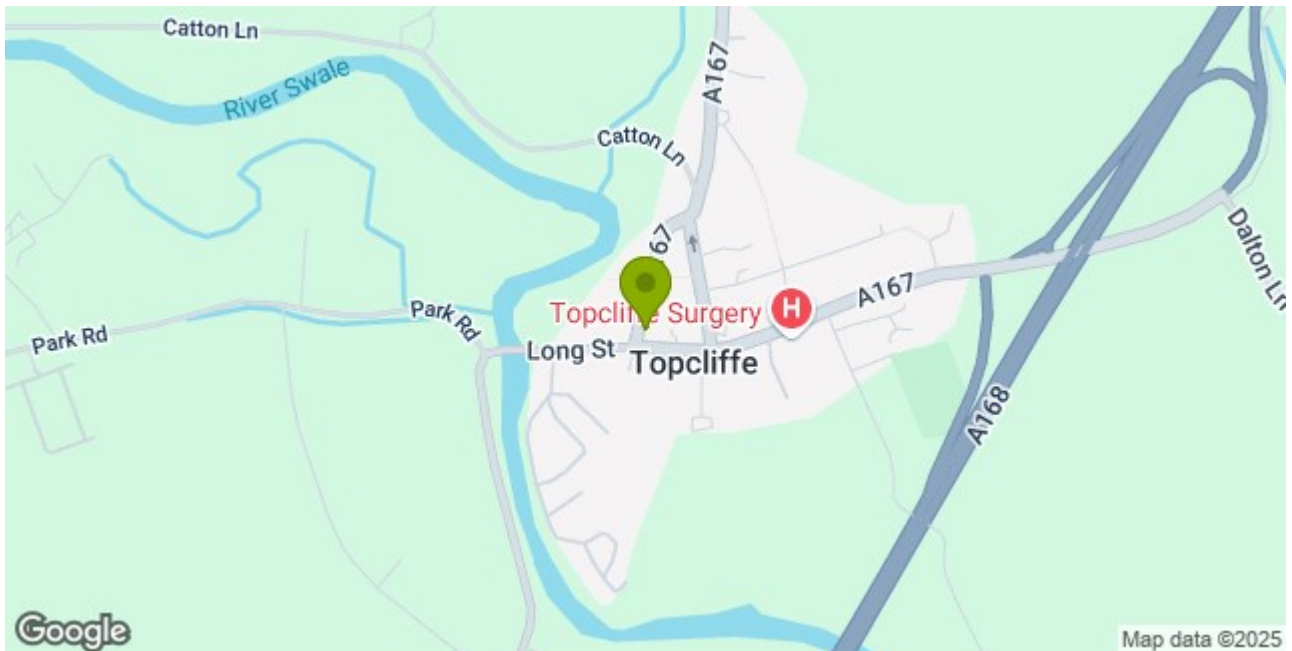 Catton Ln
River Swale
A167
Catton Ln
67
Dalton Ln
A167
Topcliffe Surgery
H
Park Rd
Park Rd
Long St
Topcliffe
A168
Google
Map data ©2025